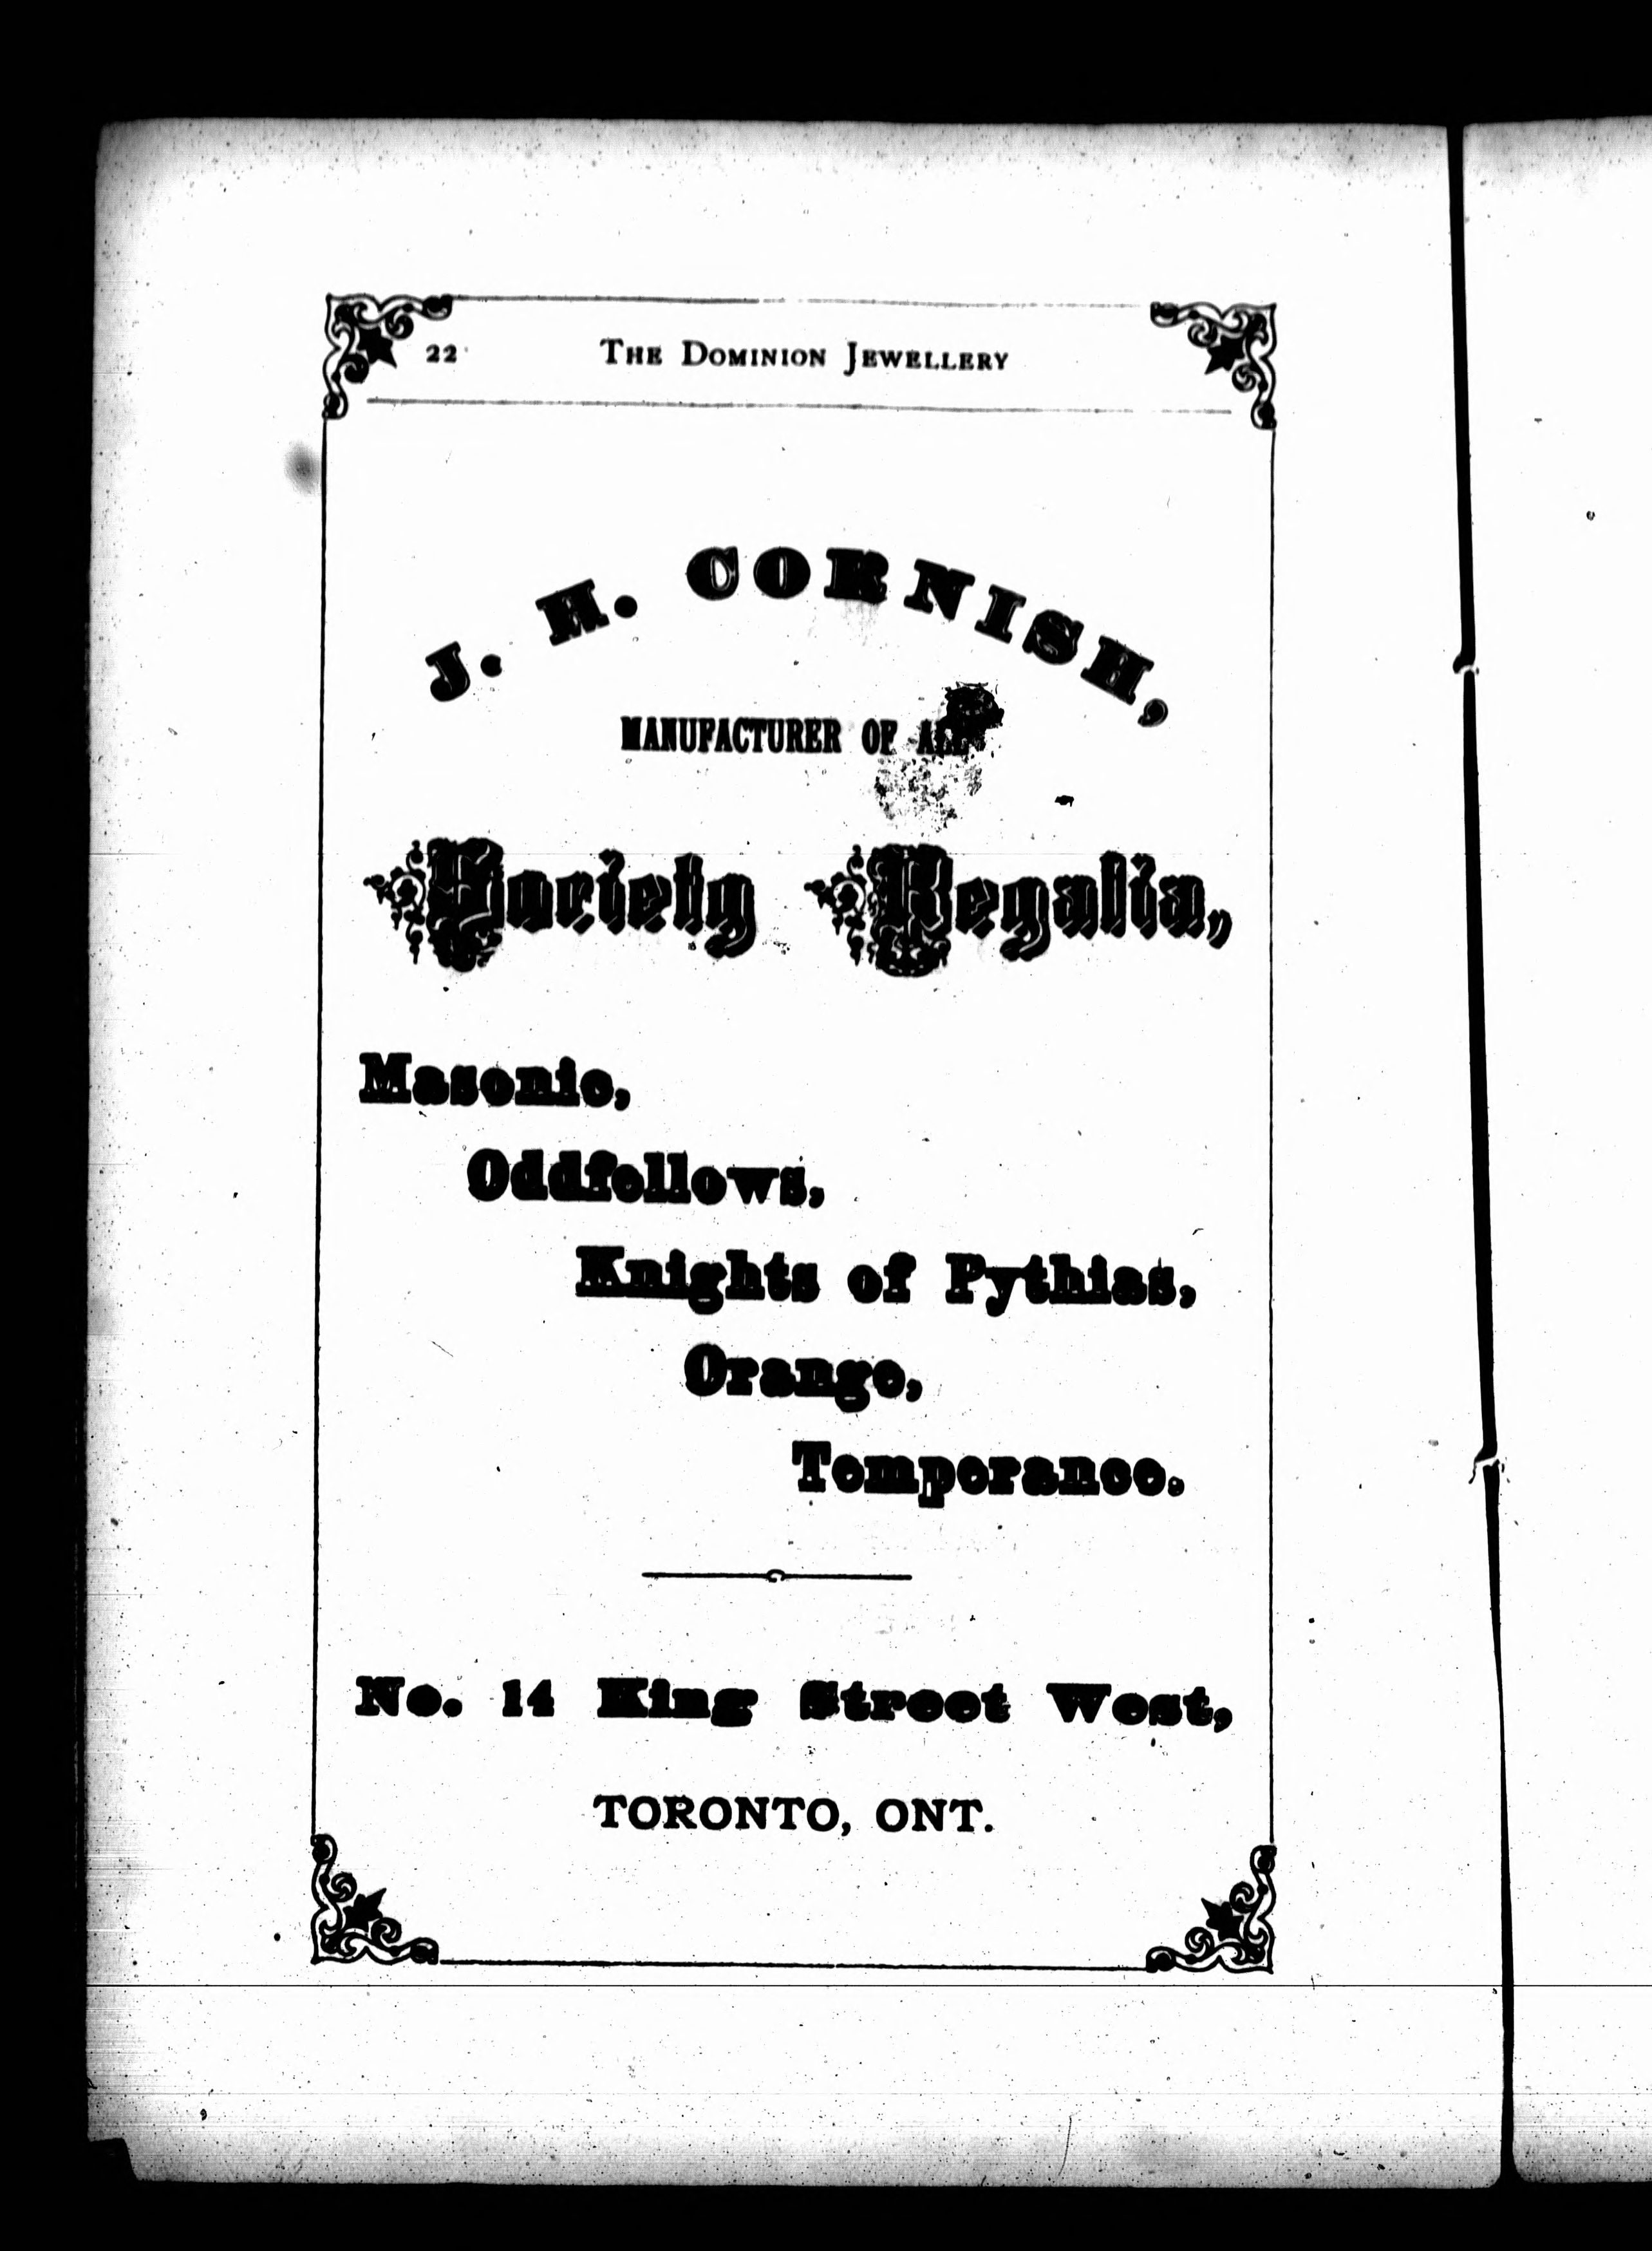 22 THE DOMINION JEWELLERY
J. H. CORNISH,
MANUFACTURER OF ALL
Society Regalia,
Masonic,
Oddfellows,
Knights of Pythias,
Orange,
Temperance.
No. 14 King Street West,
TORONTO, ONT.